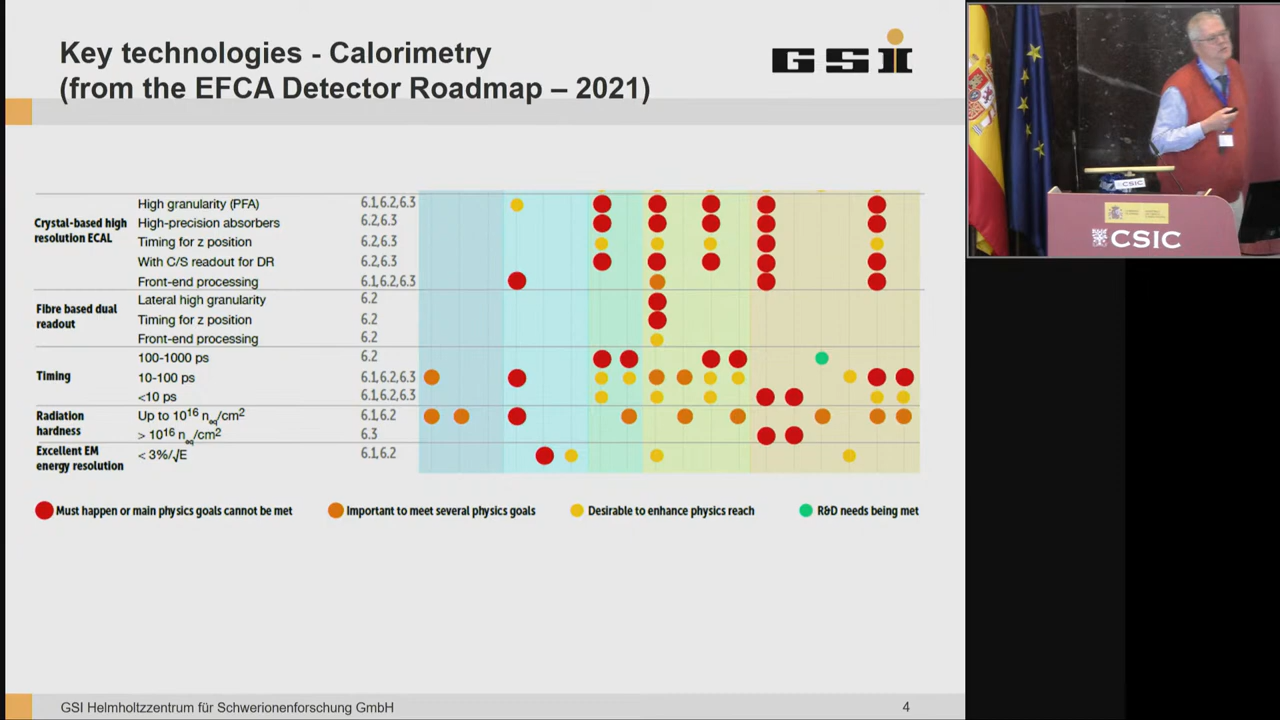 Key technologies - Calorimetry
(from the EFCA Detector Roadmap – 2021)
GSI
High granularity (PFA) 6.1,6.2,6.3
Crystal-based high resolution ECAL
High-precision absorbers 6.2,6.3
Timing for z position 6.2,6.3
With C/S readout for DR 6.2,6.3
Front-end processing 6.1,6.2,6.3
Fibre based dual readout
Lateral high granularity 6.2
Timing for z position 6.2
Front-end processing 6.2
Timing
100-1000 ps 6.2
10-100 ps 6.1,6.2,6.3
<10 ps 6.1,6.2,6.3
Radiation hardness
Up to 10¹⁶ n_eq/cm² 6.1,6.2
> 10¹⁶ n_eq/cm² 6.3
Excellent EM energy resolution
< 3%/√E 6.1,6.2
Must happen or main physics goals cannot be met
Important to meet several physics goals
Desirable to enhance physics reach
R&D needs being met
GSI Helmholtzzentrum für Schwerionenforschung GmbH 4
CSIC
CSIC